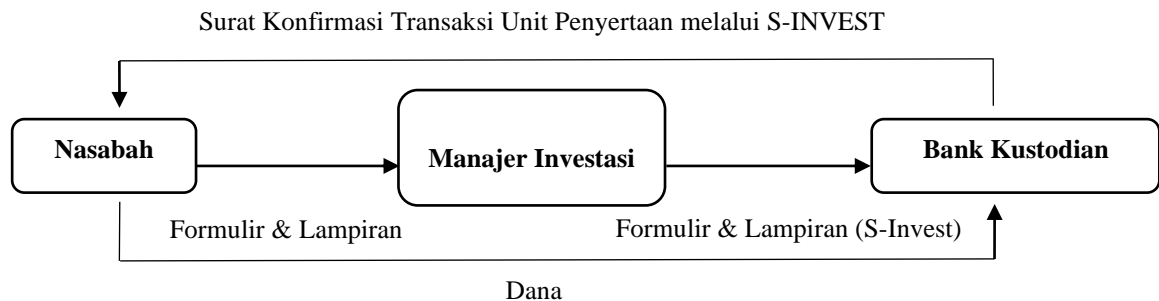 Surat Konfirmasi Transaksi Unit Penyertaan melalui S-INVEST
Nasabah
Manajer Investasi
Bank Kustodian
Formulir & Lampiran
Formulir & Lampiran (S-Invest)
Dana